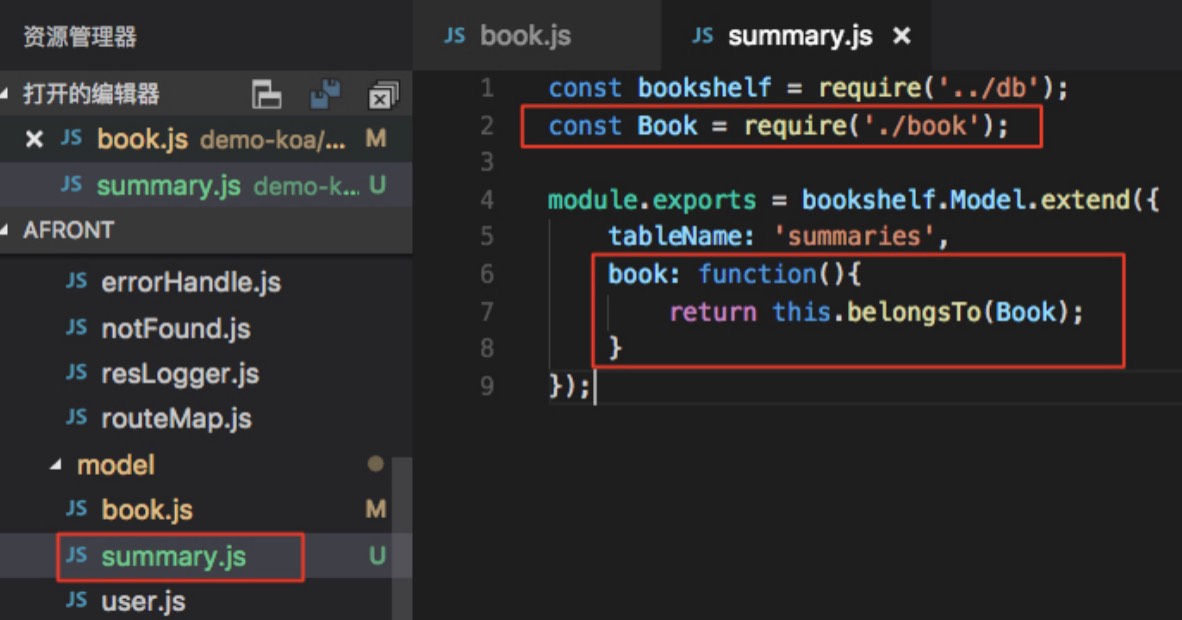 资源管理器
打开的编辑器
JS book.js demo-koa/... M
JS summary.js demo-k... U
AFRONT
JS errorHandle.js
JS notFound.js
JS resLogger.js
JS routeMap.js
model
JS book.js M
JS summary.js U
JS user.js
JS book.js JS summary.js
1 const bookshelf = require('../db');
2 const Book = require('./book');
3
4 module.exports = bookshelf.Model.extend({
5 tableName: 'summaries',
6 book: function(){
7 return this.belongsTo(Book);
8 }
9 });